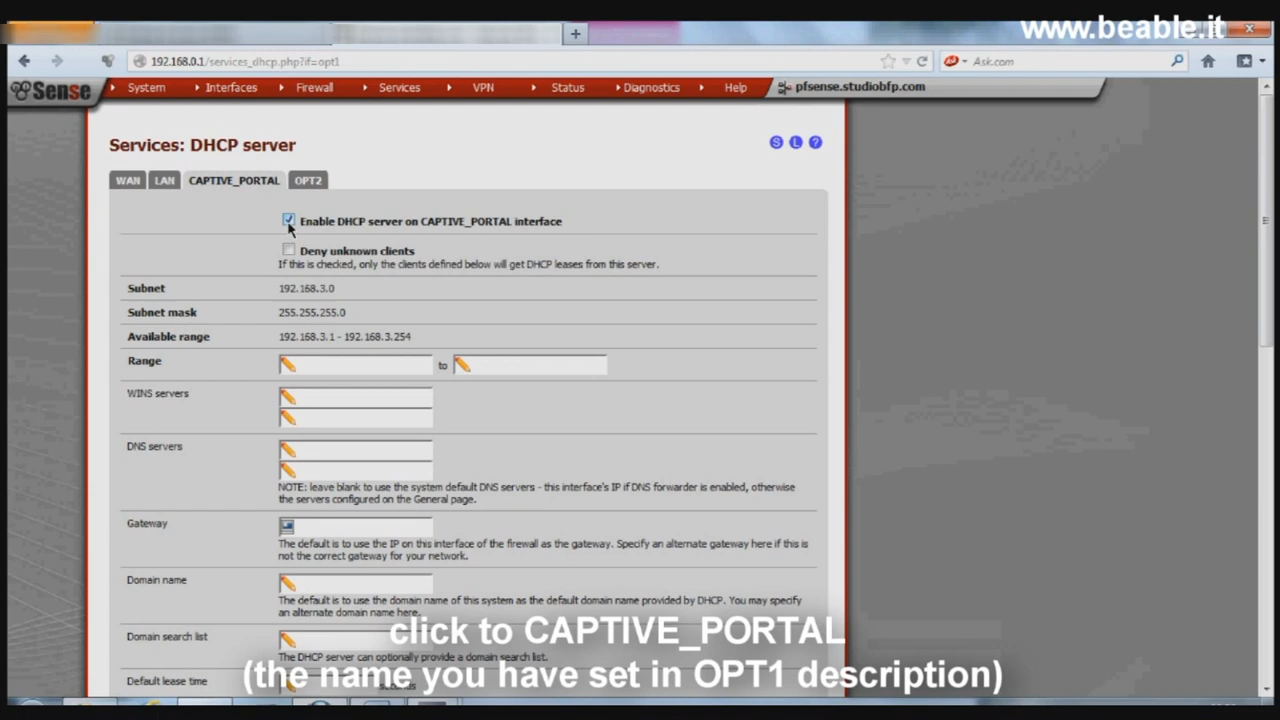 www.beable.it
192.168.0.1/services_dhcp.php?if=opt1
Ask.com
Sense
System
Interfaces
Firewall
Services
VPN
Status
Diagnostics
Help
pfsense.studiobfp.com
Services: DHCP server
S L ?
WAN LAN CAPTIVE_PORTAL OPT2
Enable DHCP server on CAPTIVE_PORTAL interface
Deny unknown clients
If this is checked, only the clients defined below will get DHCP leases from this server.
Subnet 192.168.3.0
Subnet mask 255.255.255.0
Available range 192.168.3.1 - 192.168.3.254
Range to
WINS servers
DNS servers
NOTE: leave blank to use the system default DNS servers - this interface's IP if DNS forwarder is enabled, otherwise
the servers configured on the General page.
Gateway
The default is to use the IP on this interface of the firewall as the gateway. Specify an alternate gateway here if this is
not the correct gateway for your network.
Domain name
The default is to use the domain name of this system as the default domain name provided by DHCP. You may specify
an alternate domain name here.
Domain search list
The DHCP server can optionally provide a domain search list.
Default lease time seconds
click to CAPTIVE_PORTAL
(the name you have set in OPT1 description)